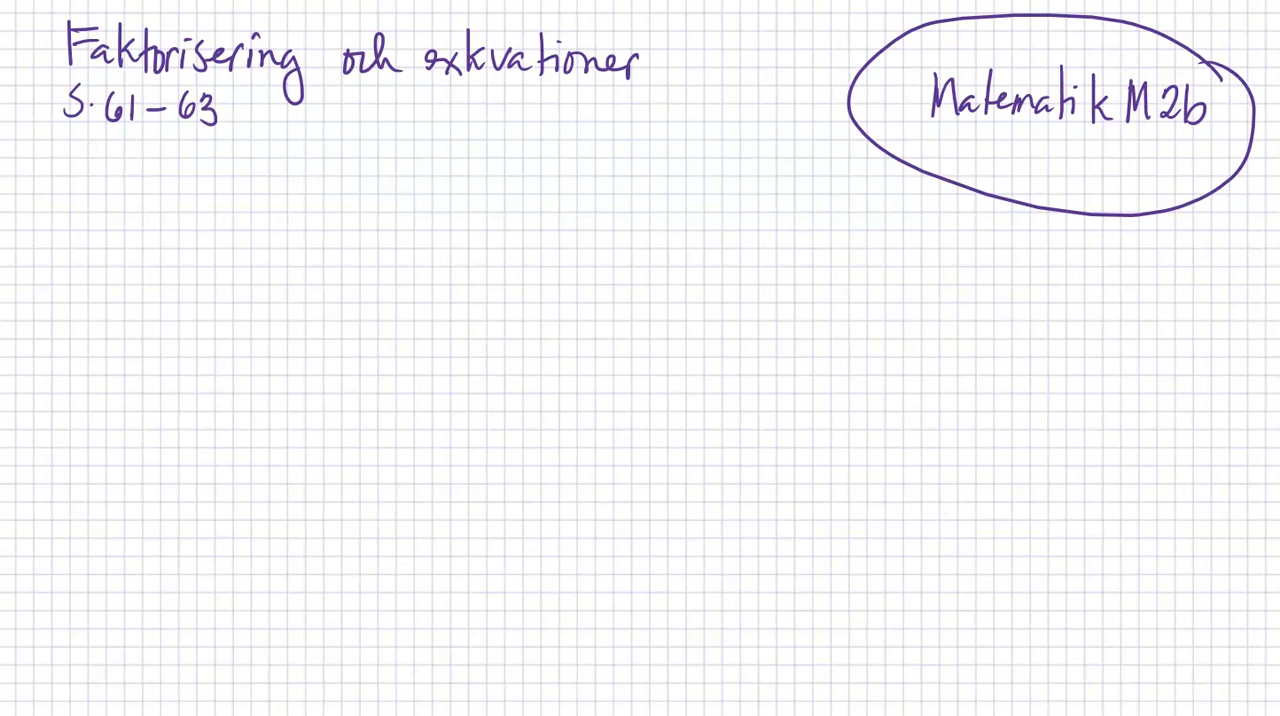 Faktorisering och exkvationer
S. 61 - 63
Matematik M2b